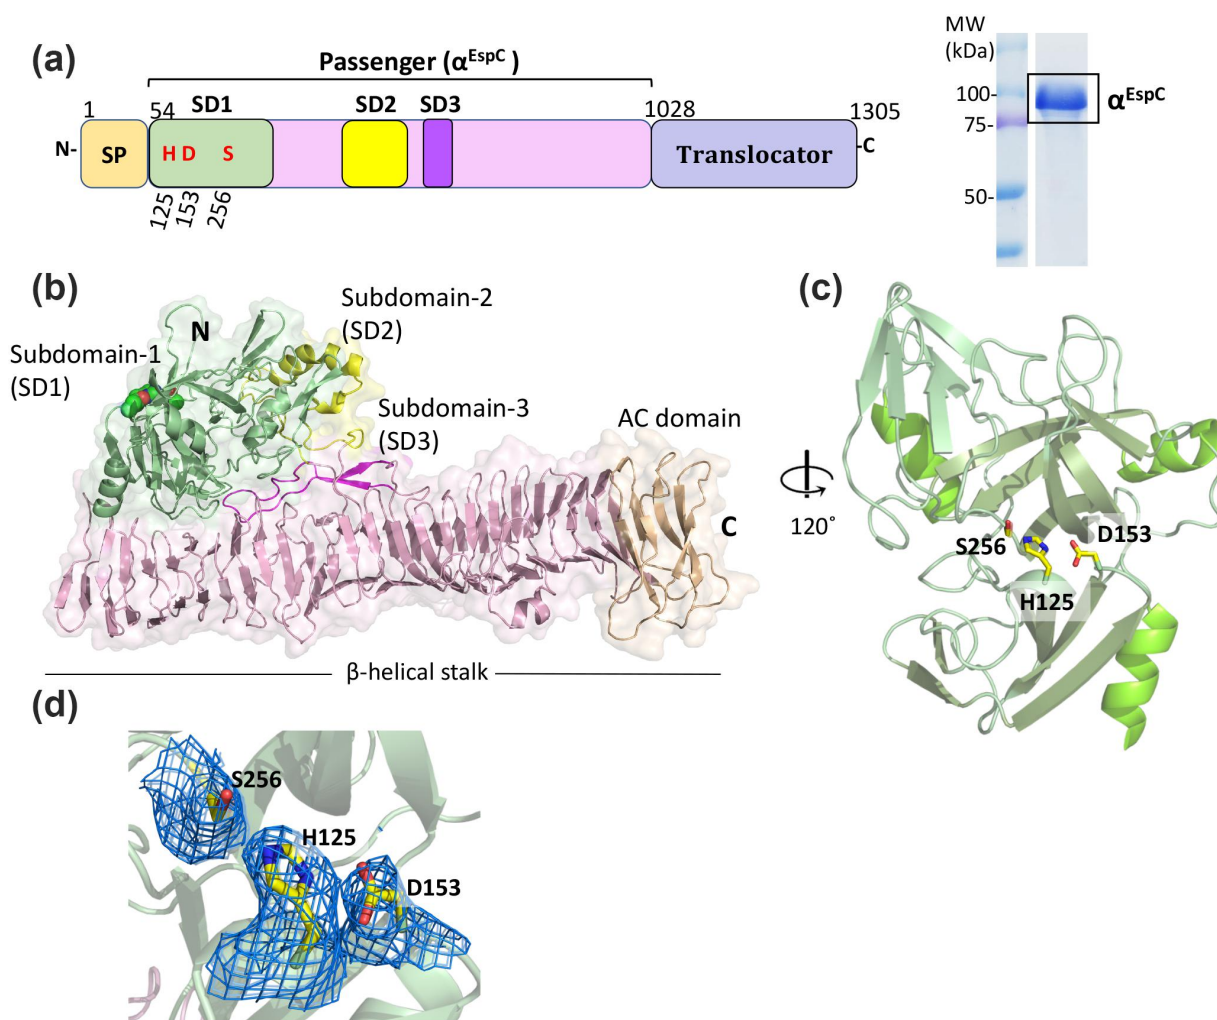 (a)
Passenger (α^EspC )
1
54
SD1
SD2
SD3
1028
1305
N-
SP
H D S
Translocator
-C
125
153
256
MW
(kDa)
100-
75-
50-
α^EspC
(b)
N
Subdomain-1
(SD1)
Subdomain-2
(SD2)
Subdomain-3
(SD3)
AC domain
C
β-helical stalk
(c)
120°
S256
D153
H125
(d)
S256
H125
D153